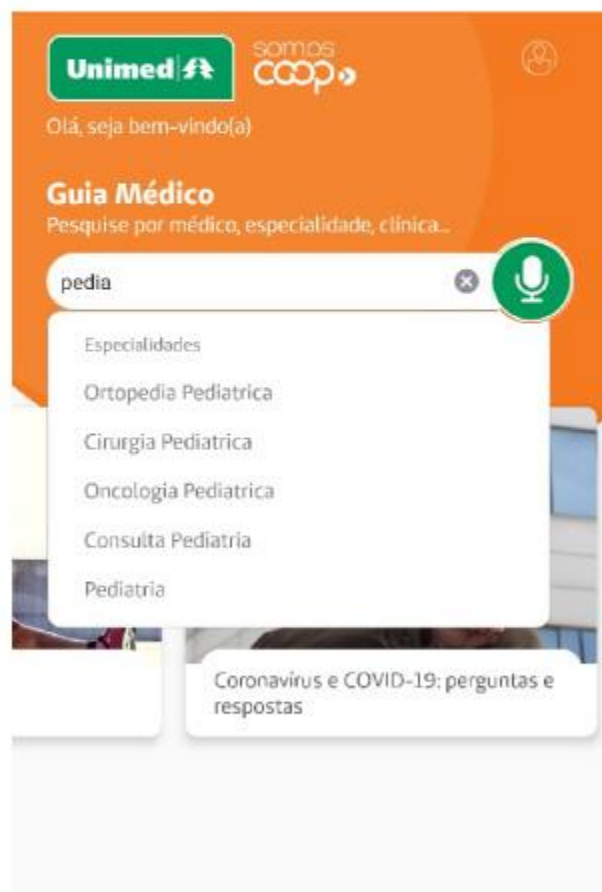 Unimed
somos
coop
Olá, seja bem-vindo(a)
Guia Médico
Pesquise por médico, especialidade, clínica...
pedia
Especialidades
Ortopedia Pediatrica
Cirurgia Pediatrica
Oncologia Pediatrica
Consulta Pediatria
Pediatria
Coronavírus e COVID-19: perguntas e
respostas